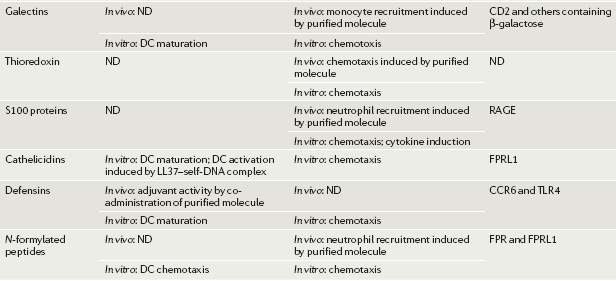 Galectins
In vivo: ND
In vivo: monocyte recruitment induced
by purified molecule
CD2 and others containing
β-galactose
In vitro: DC maturation
In vitro: chemotoxis
Thioredoxin
ND
In vivo: chemotaxis induced by purified
molecule
ND
In vitro: chemotaxis
S100 proteins
ND
In vivo: neutrophil recruitment induced
by purified molecule
RAGE
In vitro: chemotaxis; cytokine induction
Cathelicidins
In vitro: DC maturation; DC activation
induced by LL37–self-DNA complex
In vitro: chemotaxis
FPRL1
Defensins
In vivo: adjuvant activity by co-
administration of purified molecule
In vivo: ND
CCR6 and TLR4
In vitro: DC maturation
In vitro: chemotaxis
N-formylated
peptides
In vivo: ND
In vivo: neutrophil recruitment induced
by purified molecule
FPR and FPRL1
In vitro: DC chemotaxis
In vitro: chemotaxis